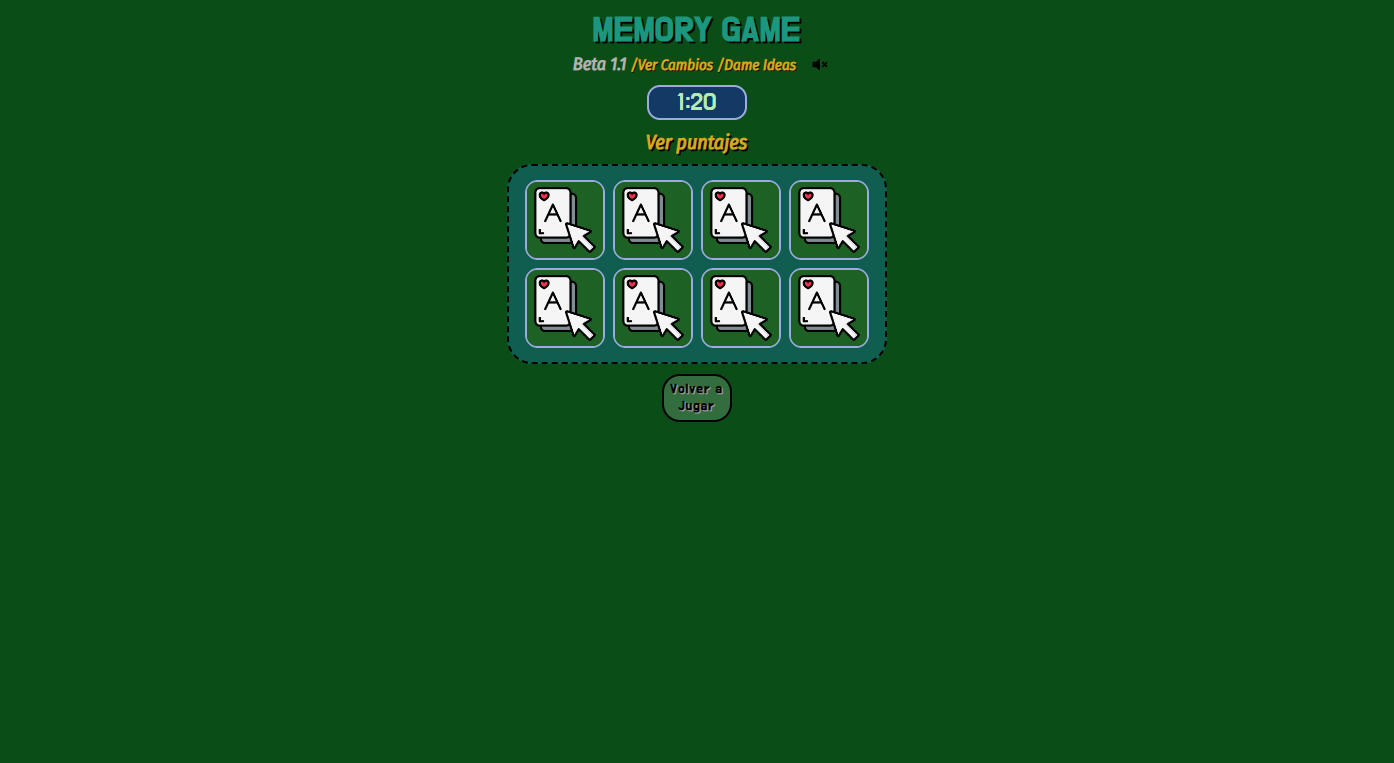 MEMORY GAME
Beta 1.1 /Ver Cambios /Dame Ideas
1:20
Ver puntajes
A A A A
A A A A
Volver a
Jugar